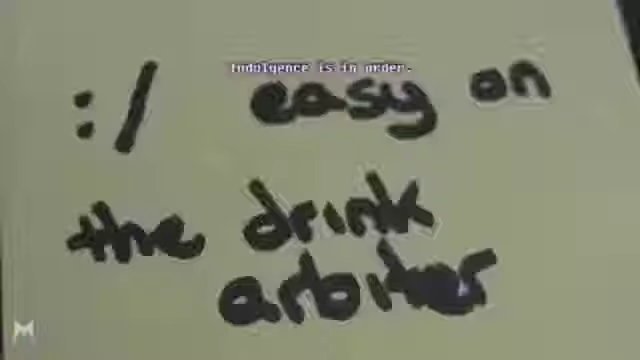 Indulgence is in order.
:/ easy on
the drink
arbiter
M